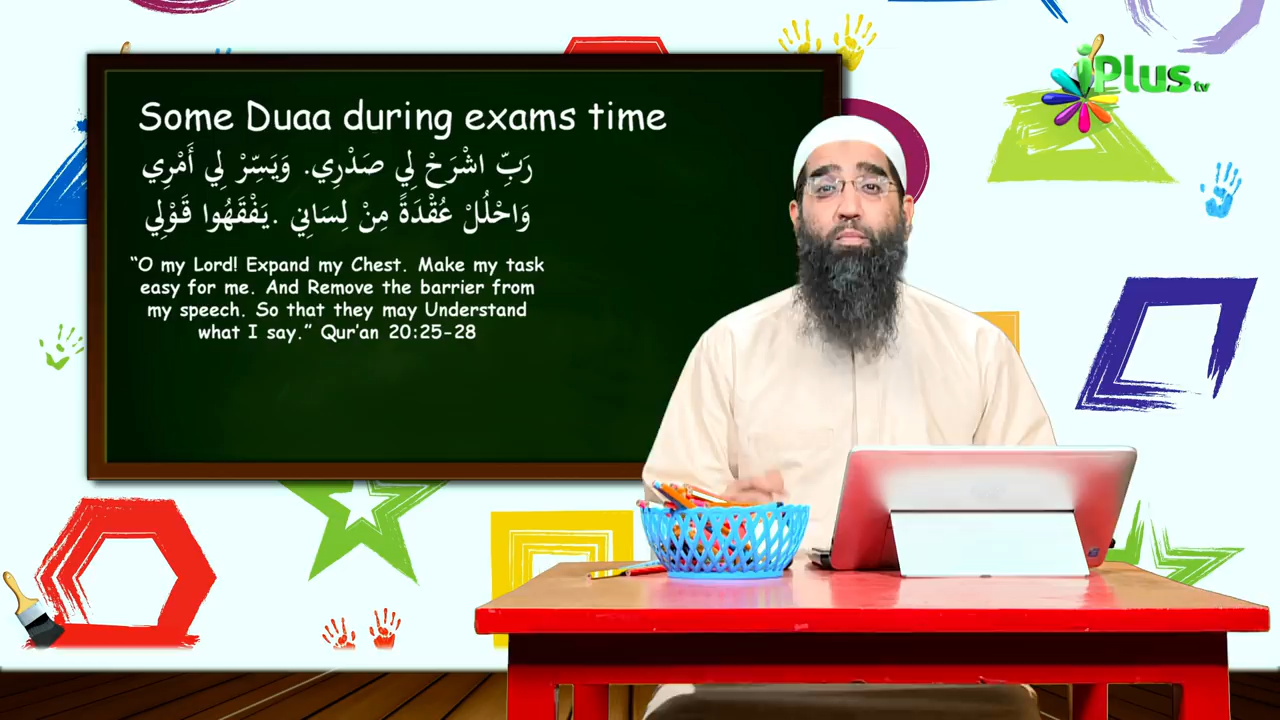 Some Duaa during exams time
رَبِّ اشْرَحْ لِي صَدْرِي. وَيَسِّرْ لِي أَمْرِي
وَاحْلُلْ عُقْدَةً مِنْ لِسَانِي .يَفْقَهُوا قَوْلِي
“O my Lord! Expand my Chest. Make my task
easy for me. And Remove the barrier from
my speech. So that they may Understand
what I say.” Qur’an 20:25-28
iPlus tv